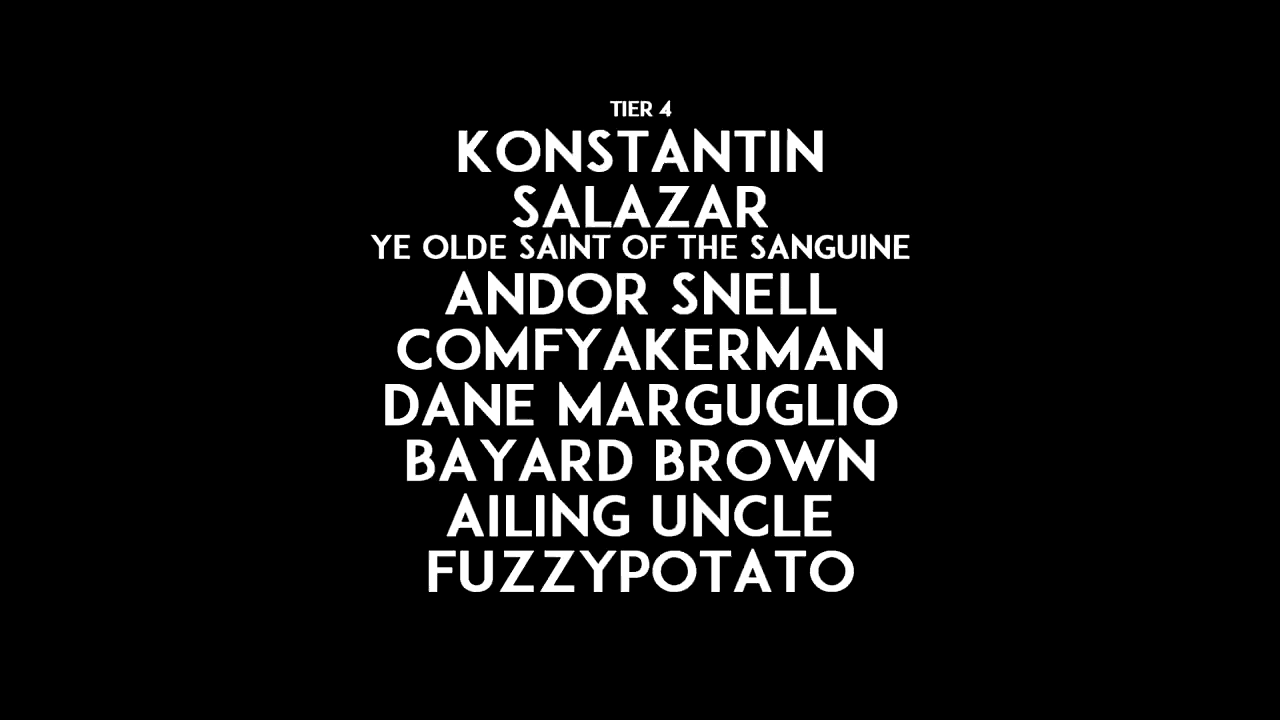 TIER 4
KONSTANTIN
SALAZAR
YE OLDE SAINT OF THE SANGUINE
ANDOR SNELL
COMFYAKERMAN
DANE MARGUGLIO
BAYARD BROWN
AILING UNCLE
FUZZYPOTATO